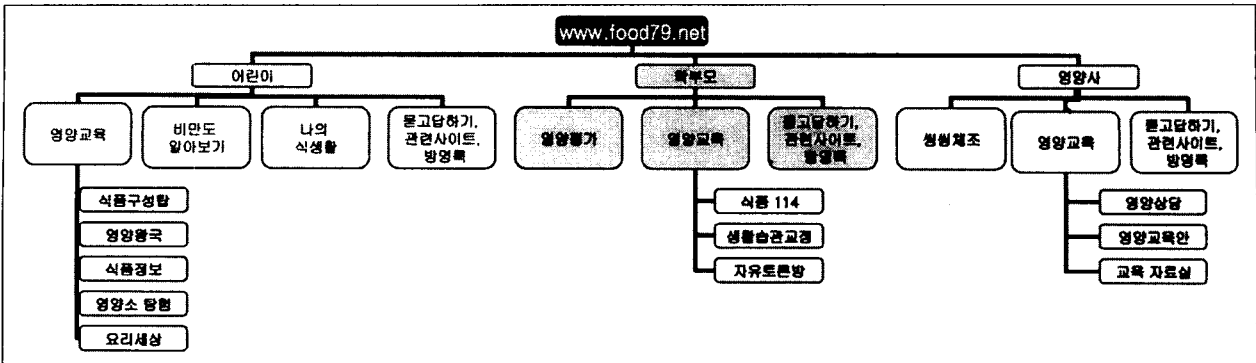 www.food79.net
어린이
학부모
영양사
영양교육
비만도
알아보기
나의
식생활
묻고답하기,
관련사이트,
방명록
영양평가
영양교육
묻고답하기,
관련사이트,
방명록
씽씽체조
영양교육
묻고답하기,
관련사이트,
방명록
식품구성탑
영양왕국
식품정보
영양소 탐험
요리세상
식품 114
생활습관교정
자유토론방
영양상담
영양교육안
교육 자료실